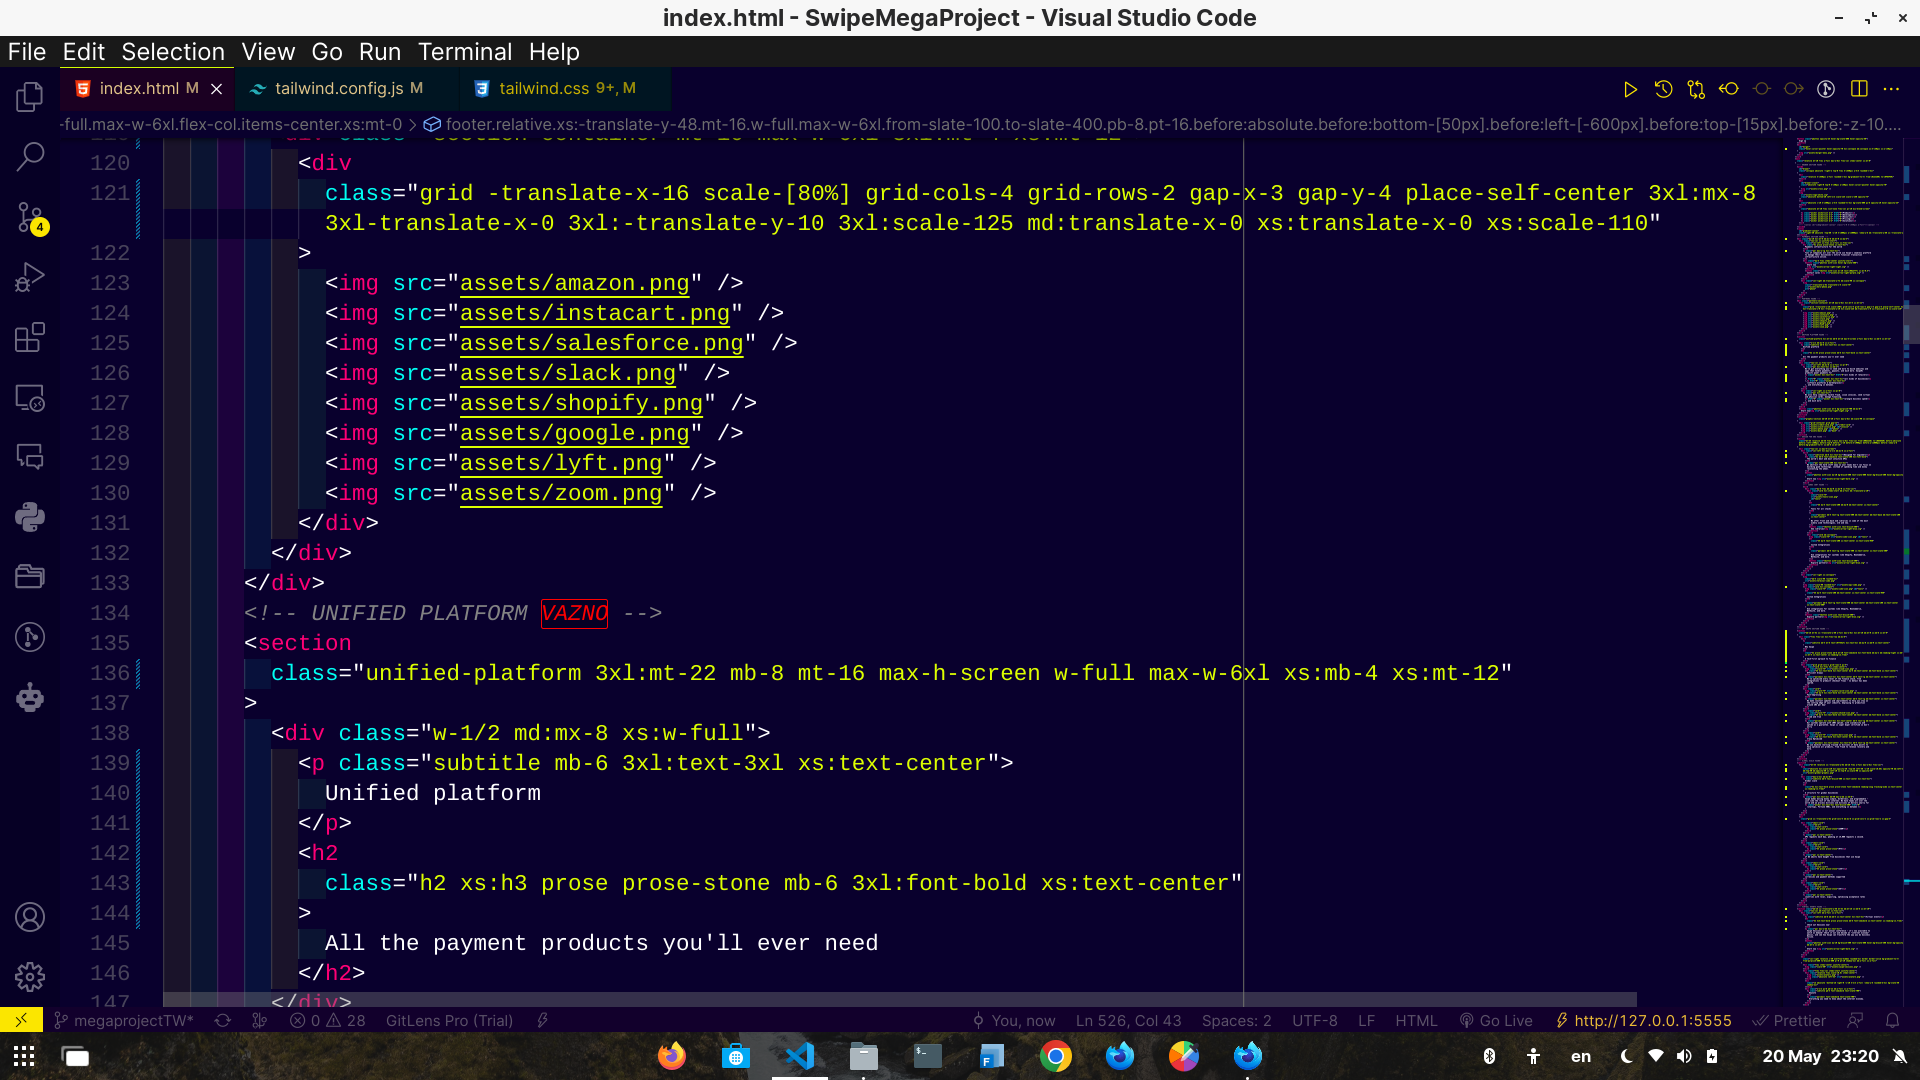 index.html - SwipeMegaProject - Visual Studio Code
File Edit Selection View Go Run Terminal Help
index.html M
tailwind.config.js M
tailwind.css 9+, M
-full.max-w-6xl.flex-col.items-center.xs:mt-0 > footer.relative.xs:-translate-y-48.mt-16.w-full.max-w-6xl.from-slate-100.to-slate-400.pb-8.pt-16.before:absolute.before:bottom-[50px].before:left-[-600px].before:top-[15px].before:-z-10....
120 <div
121 class="grid -translate-x-16 scale-[80%] grid-cols-4 grid-rows-2 gap-x-3 gap-y-4 place-self-center 3xl:mx-8
3xl-translate-x-0 3xl:-translate-y-10 3xl:scale-125 md:translate-x-0 xs:translate-x-0 xs:scale-110"
122 >
123 <img src="assets/amazon.png" />
124 <img src="assets/instacart.png" />
125 <img src="assets/salesforce.png" />
126 <img src="assets/slack.png" />
127 <img src="assets/shopify.png" />
128 <img src="assets/google.png" />
129 <img src="assets/lyft.png" />
130 <img src="assets/zoom.png" />
131 </div>
132 </div>
133 </div>
134 <!-- UNIFIED PLATFORM VAZNO -->
135 <section
136 class="unified-platform 3xl:mt-22 mb-8 mt-16 max-h-screen w-full max-w-6xl xs:mb-4 xs:mt-12"
137 >
138 <div class="w-1/2 md:mx-8 xs:w-full">
139 <p class="subtitle mb-6 3xl:text-3xl xs:text-center">
140 Unified platform
141 </p>
142 <h2
143 class="h2 xs:h3 prose prose-stone mb-6 3xl:font-bold xs:text-center"
144 >
145 All the payment products you'll ever need
146 </h2>
147 </div>
4
megaprojectTW* 0 28 GitLens Pro (Trial) You, now Ln 526, Col 43 Spaces: 2 UTF-8 LF HTML Go Live http://127.0.0.1:5555 Prettier
en 20 May 23:20